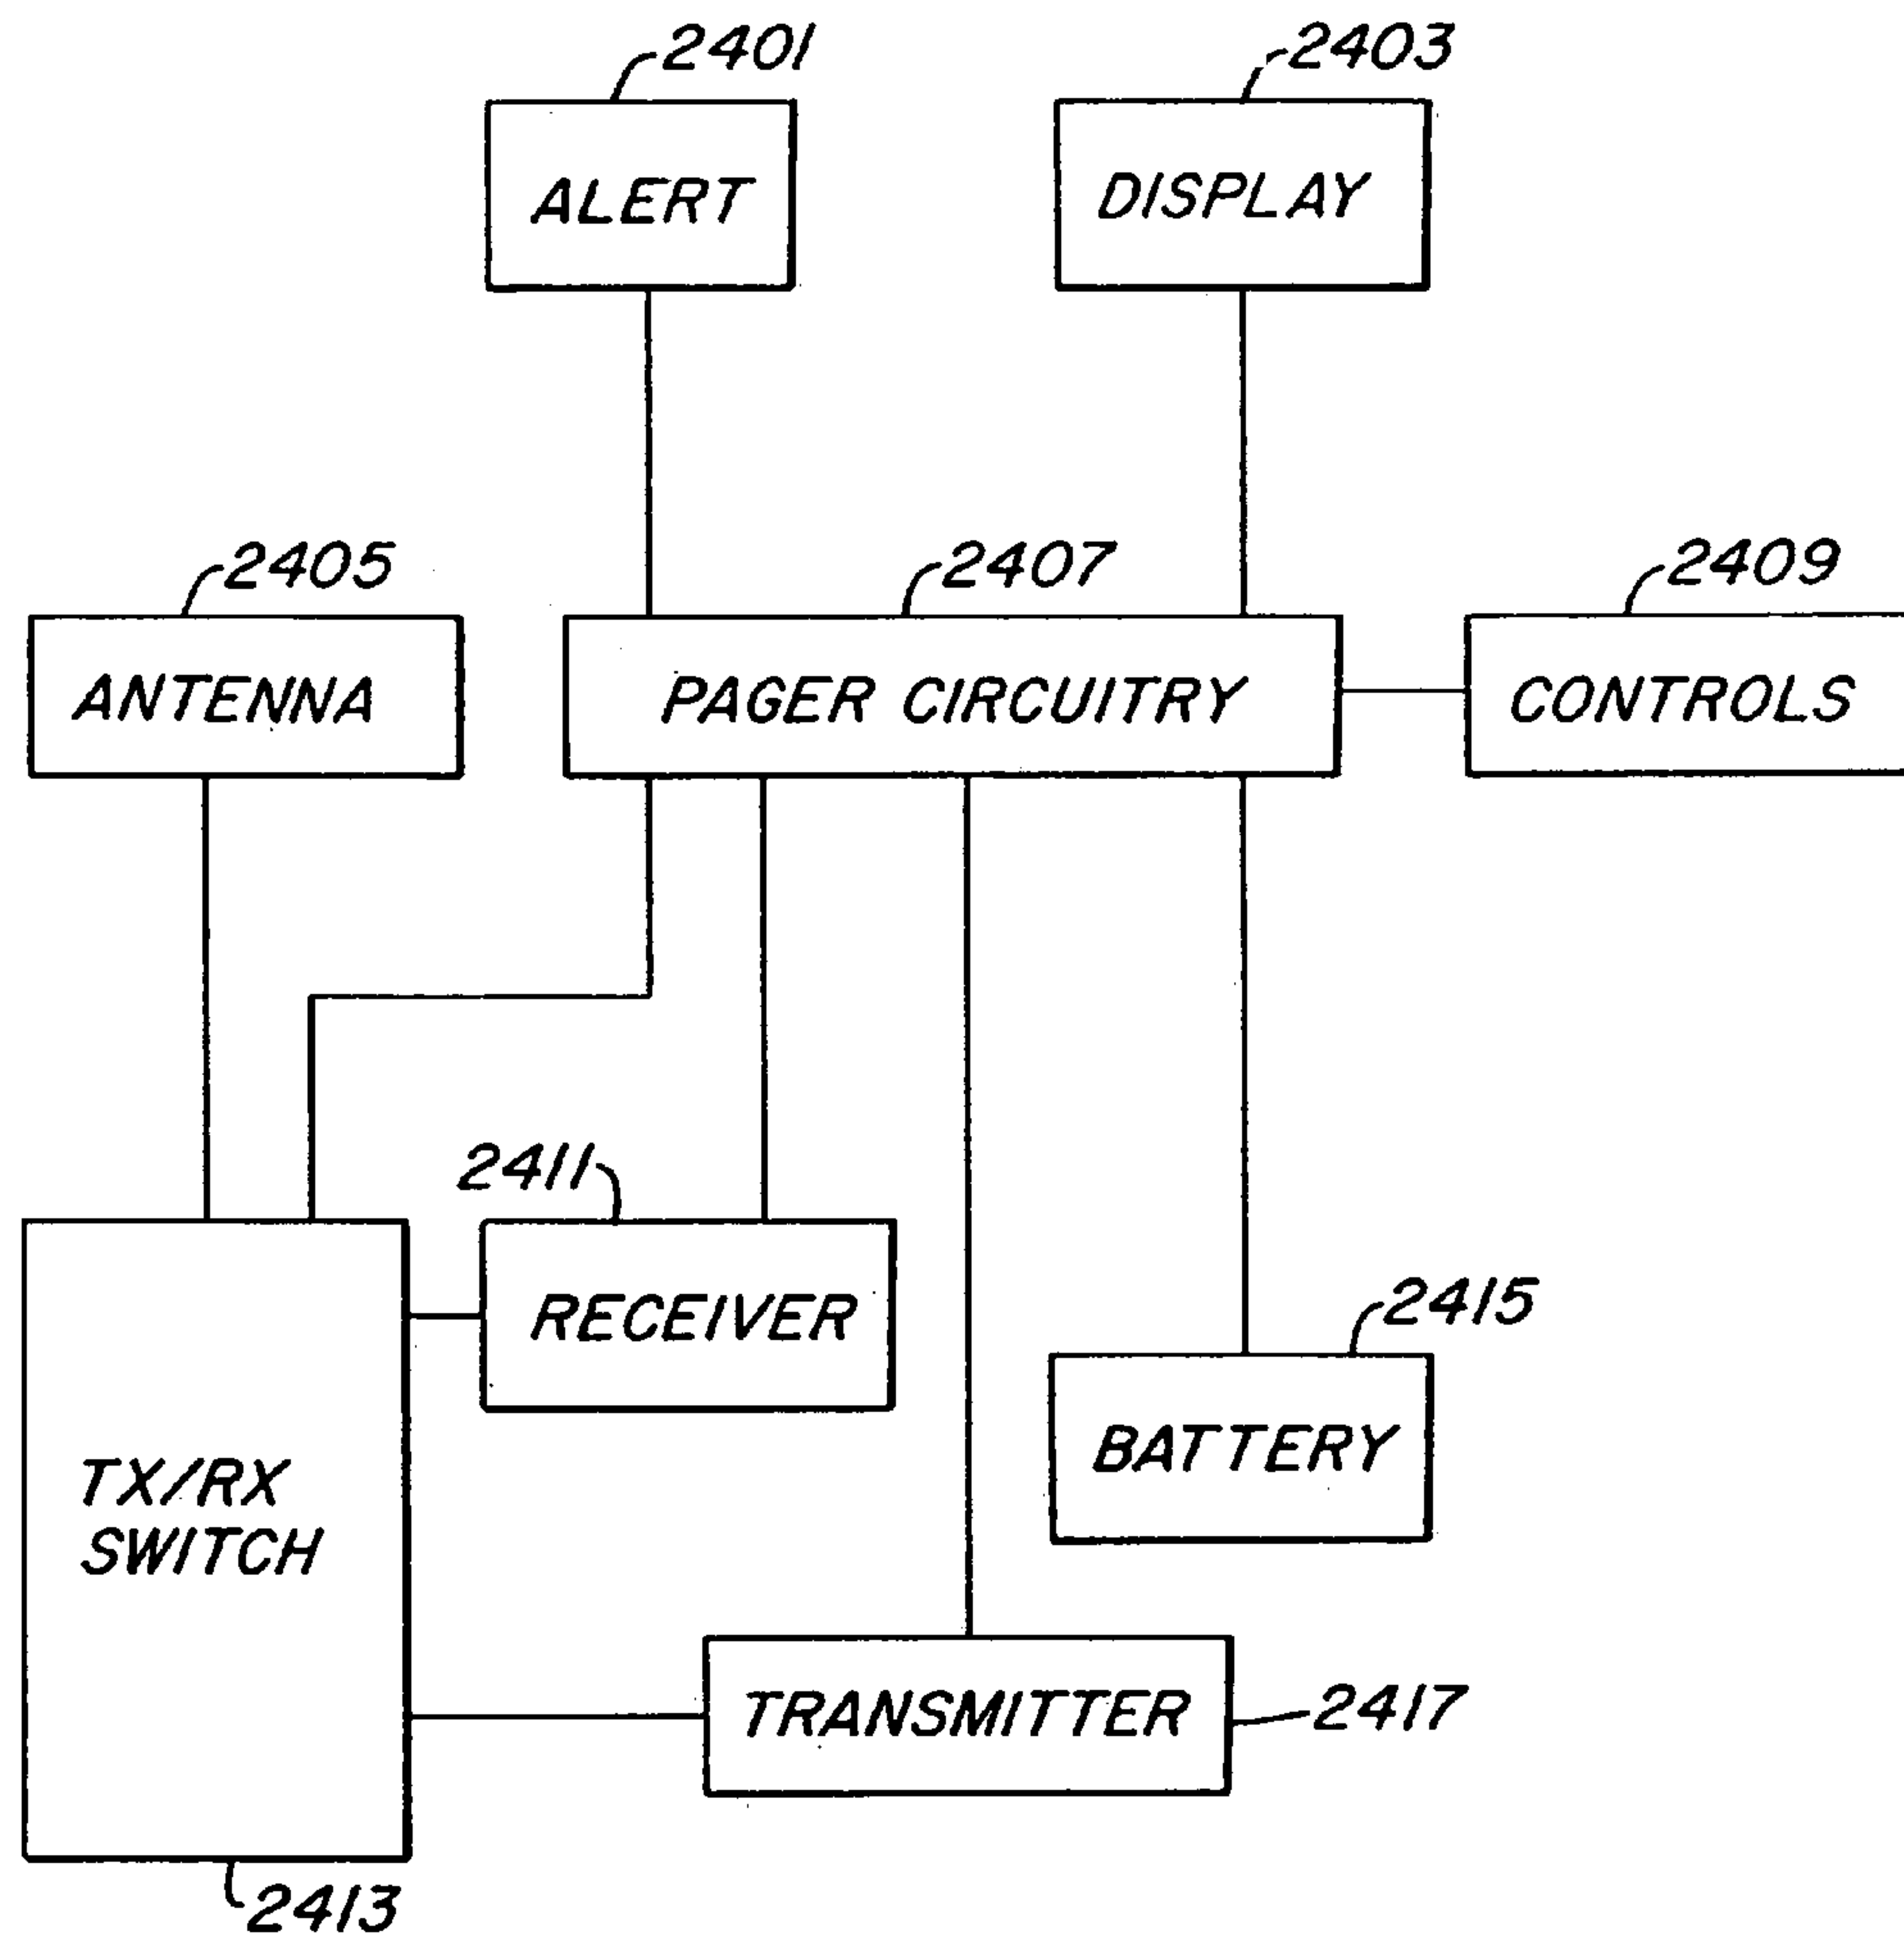 2401
2403
ALERT
DISPLAY
2405
2407
2409
ANTENNA
PAGER CIRCUITRY
CONTROLS
2411
RECEIVER
2415
BATTERY
TX/RX
SWITCH
TRANSMITTER
2417
2413